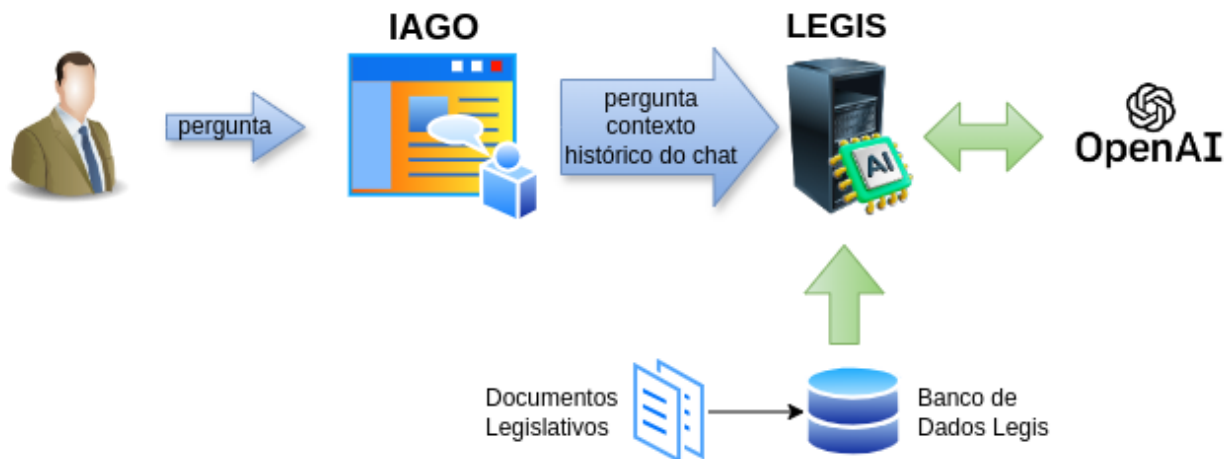 IAGO
LEGIS
pergunta
pergunta
contexto
histórico do chat
AI
OpenAI
Documentos
Legislativos
Banco de
Dados Legis